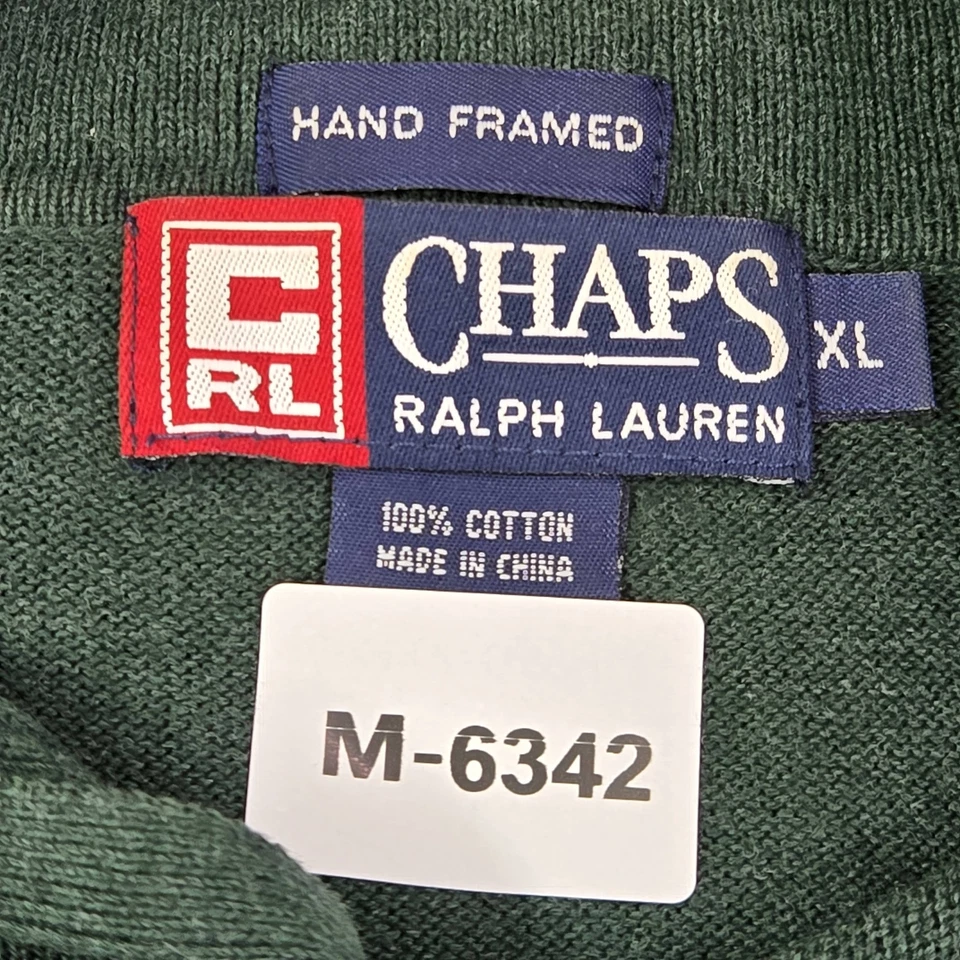 HAND FRAMED
C
RL
CHAPS
RALPH LAUREN
XL
100% COTTON
MADE IN CHINA
M-6342